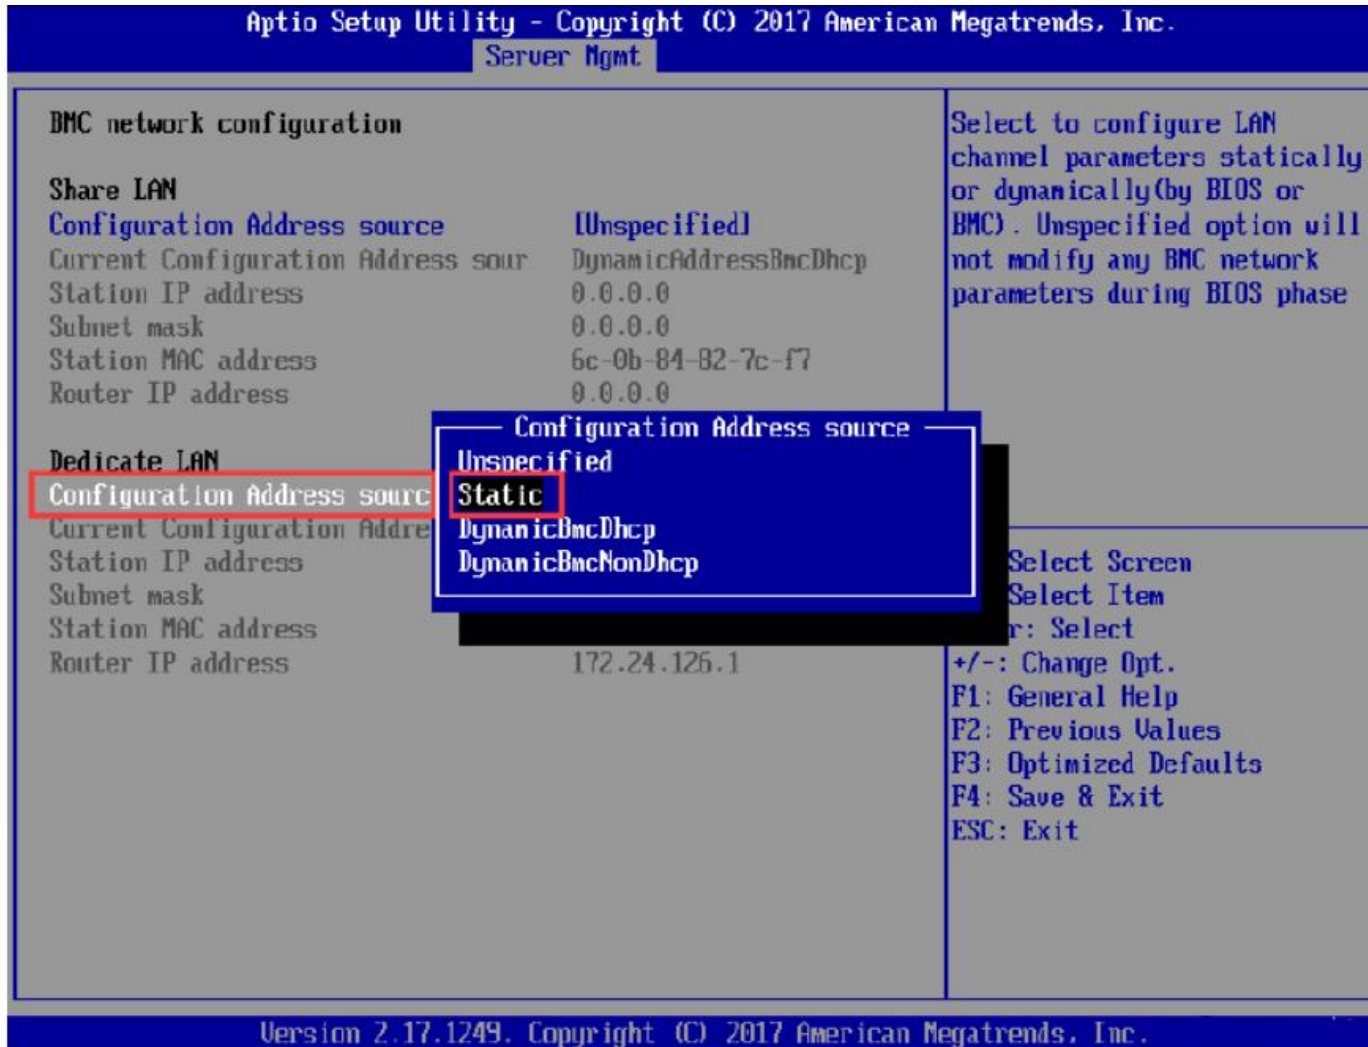 Aptio Setup Utility - Copyright (C) 2017 American Megatrends, Inc.
Server Mgmt
BMC network configuration
Share LAN
Configuration Address source [Unspecified]
Current Configuration Address sour DynamicAddressBmcDhcp
Station IP address 0.0.0.0
Subnet mask 0.0.0.0
Station MAC address 6c-0b-84-82-7c-f7
Router IP address 0.0.0.0
Dedicate LAN
Configuration Address sourc
Current Configuration Addre
Station IP address
Subnet mask
Station MAC address
Router IP address 172.24.126.1
Configuration Address source
Unspecified
Static
DynamicBmcDhcp
DynamicBmcNonDhcp
Select to configure LAN
channel parameters statically
or dynamically(by BIOS or
BMC). Unspecified option will
not modify any BMC network
parameters during BIOS phase
Select Screen
Select Item
r: Select
+/-: Change Opt.
F1: General Help
F2: Previous Values
F3: Optimized Defaults
F4: Save & Exit
ESC: Exit
Version 2.17.1249. Copyright (C) 2017 American Megatrends, Inc.